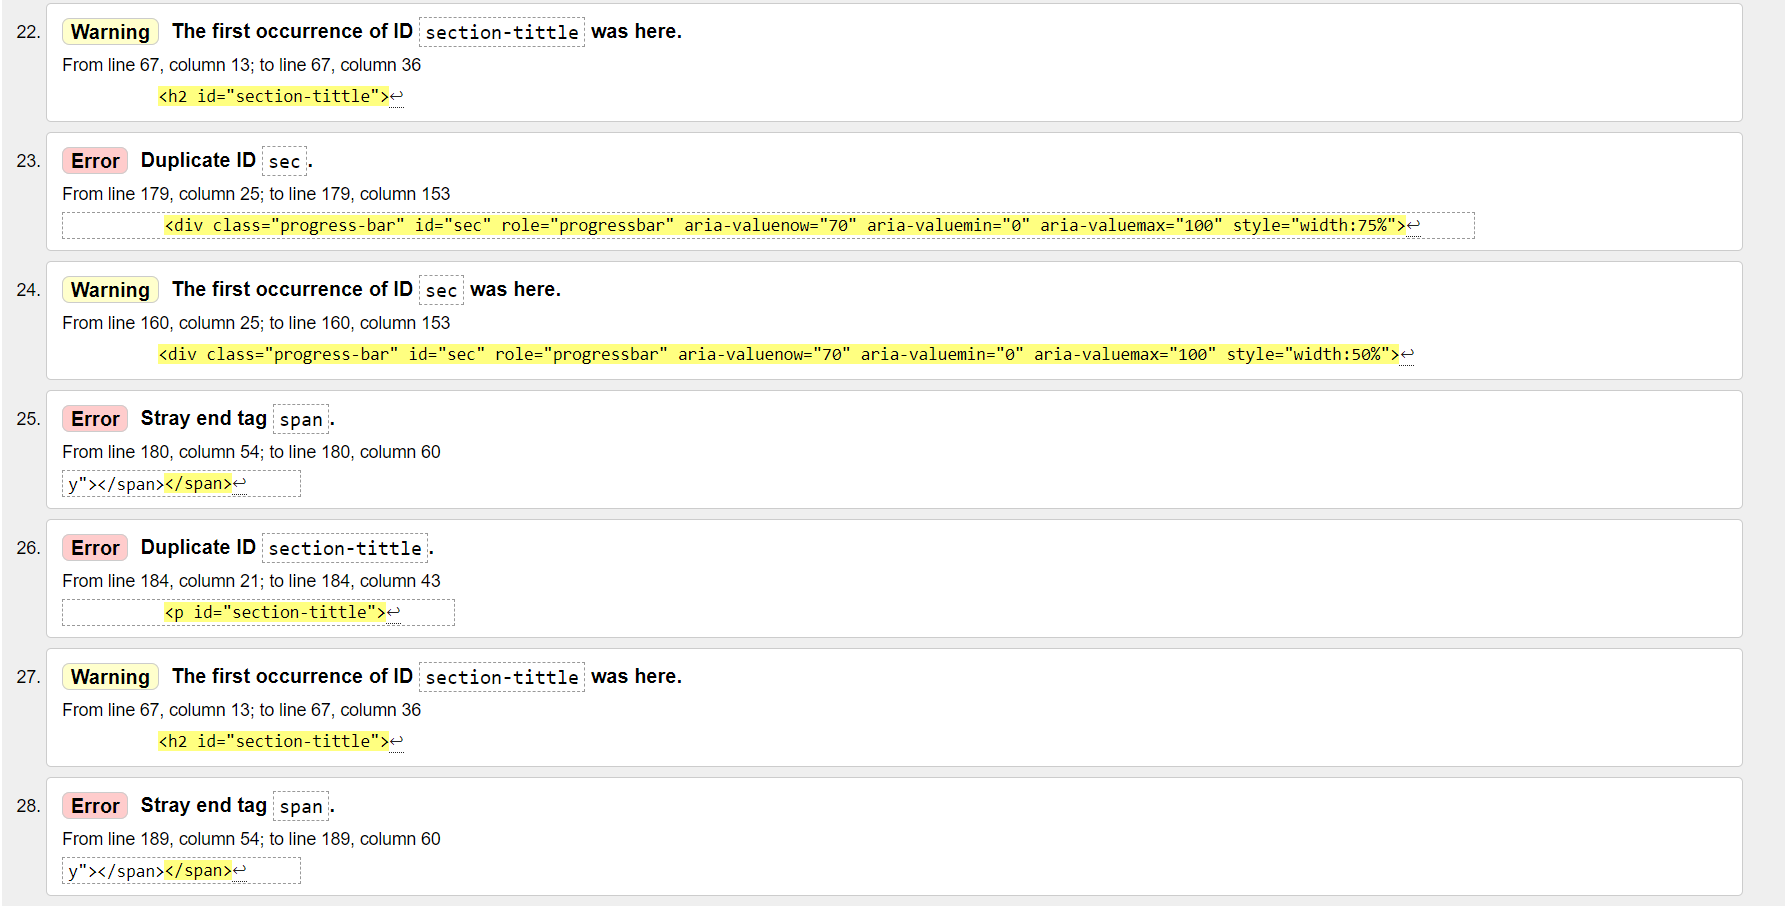 22. Warning The first occurrence of ID section-tittle was here.
From line 67, column 13; to line 67, column 36
<h2 id="section-tittle">↩
23. Error Duplicate ID sec.
From line 179, column 25; to line 179, column 153
<div class="progress-bar" id="sec" role="progressbar" aria-valuenow="70" aria-valuemin="0" aria-valuemax="100" style="width:75%">↩
24. Warning The first occurrence of ID sec was here.
From line 160, column 25; to line 160, column 153
<div class="progress-bar" id="sec" role="progressbar" aria-valuenow="70" aria-valuemin="0" aria-valuemax="100" style="width:50%">↩
25. Error Stray end tag span.
From line 180, column 54; to line 180, column 60
y"></span></span>↩
26. Error Duplicate ID section-tittle.
From line 184, column 21; to line 184, column 43
<p id="section-tittle">↩
27. Warning The first occurrence of ID section-tittle was here.
From line 67, column 13; to line 67, column 36
<h2 id="section-tittle">↩
28. Error Stray end tag span.
From line 189, column 54; to line 189, column 60
y"></span></span>↩